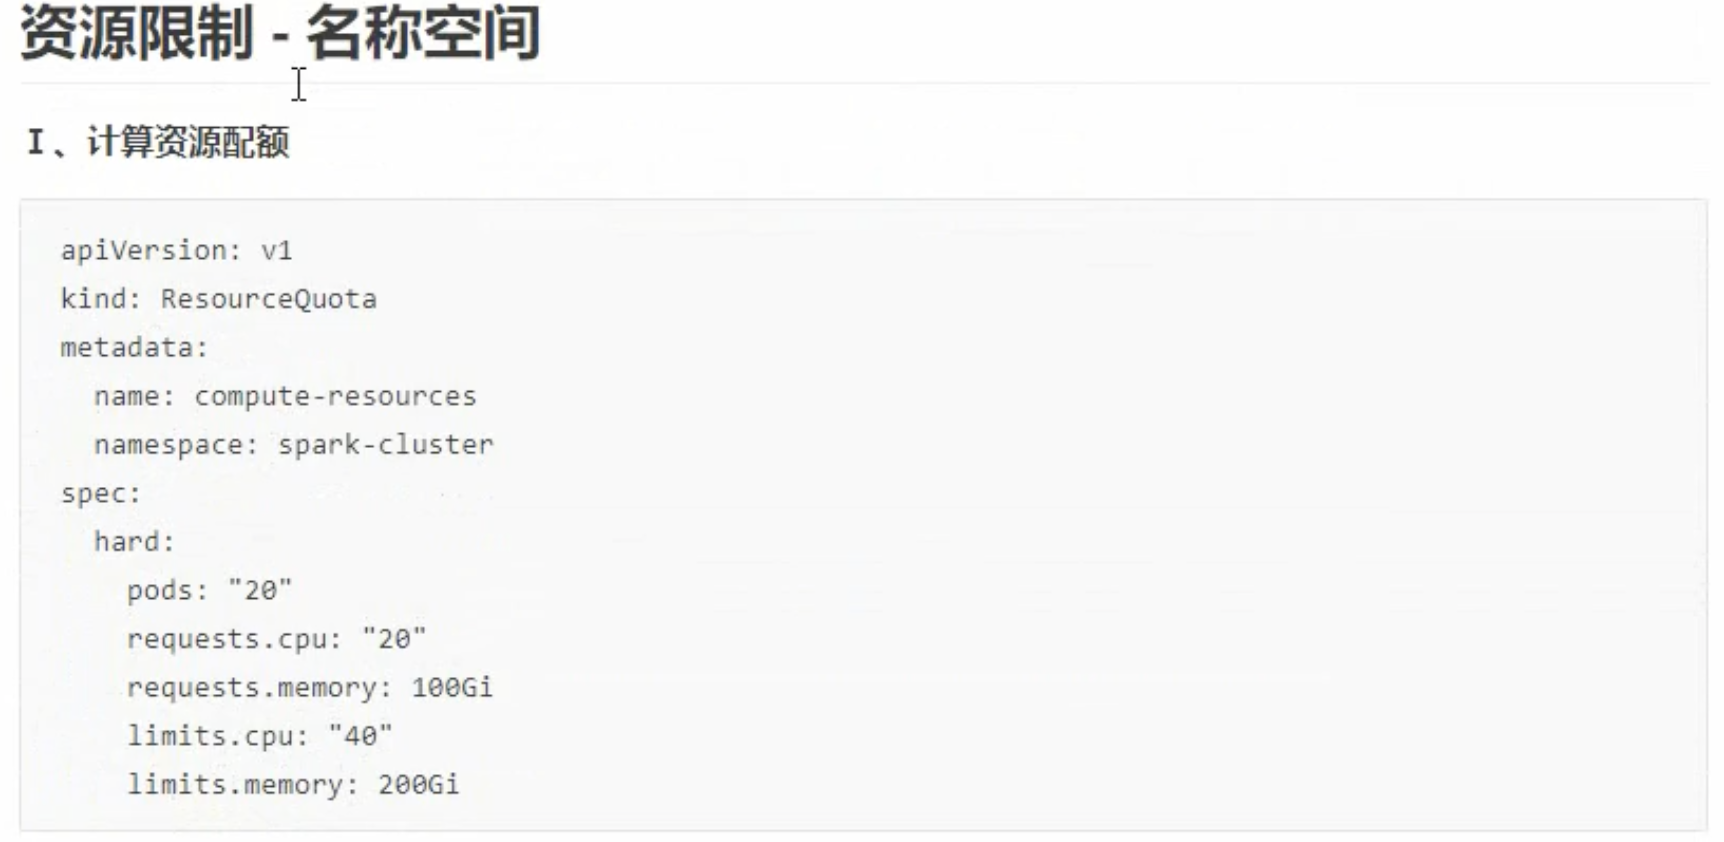 资源限制 - 名称空间
Ⅰ、计算资源配额
apiVersion: v1
kind: ResourceQuota
metadata:
  name: compute-resources
  namespace: spark-cluster
spec:
  hard:
    pods: "20"
    requests.cpu: "20"
    requests.memory: 100Gi
    limits.cpu: "40"
    limits.memory: 200Gi